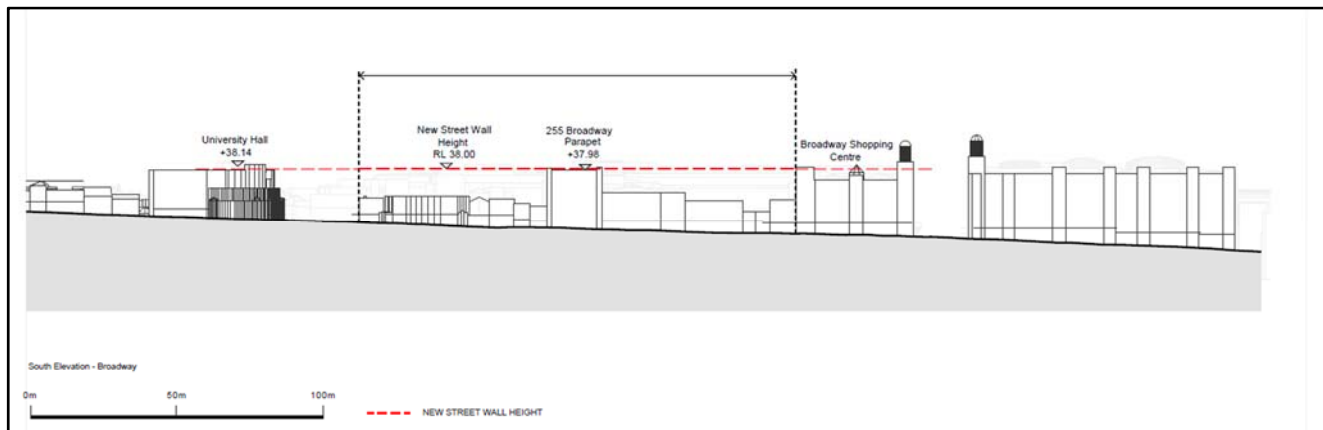 University Hall
+38.14
New Street Wall
Height
RL 38.00
255 Broadway
Parapet
+37.98
Broadway Shopping
Centre
South Elevation - Broadway
0m
50m
100m
NEW STREET WALL HEIGHT